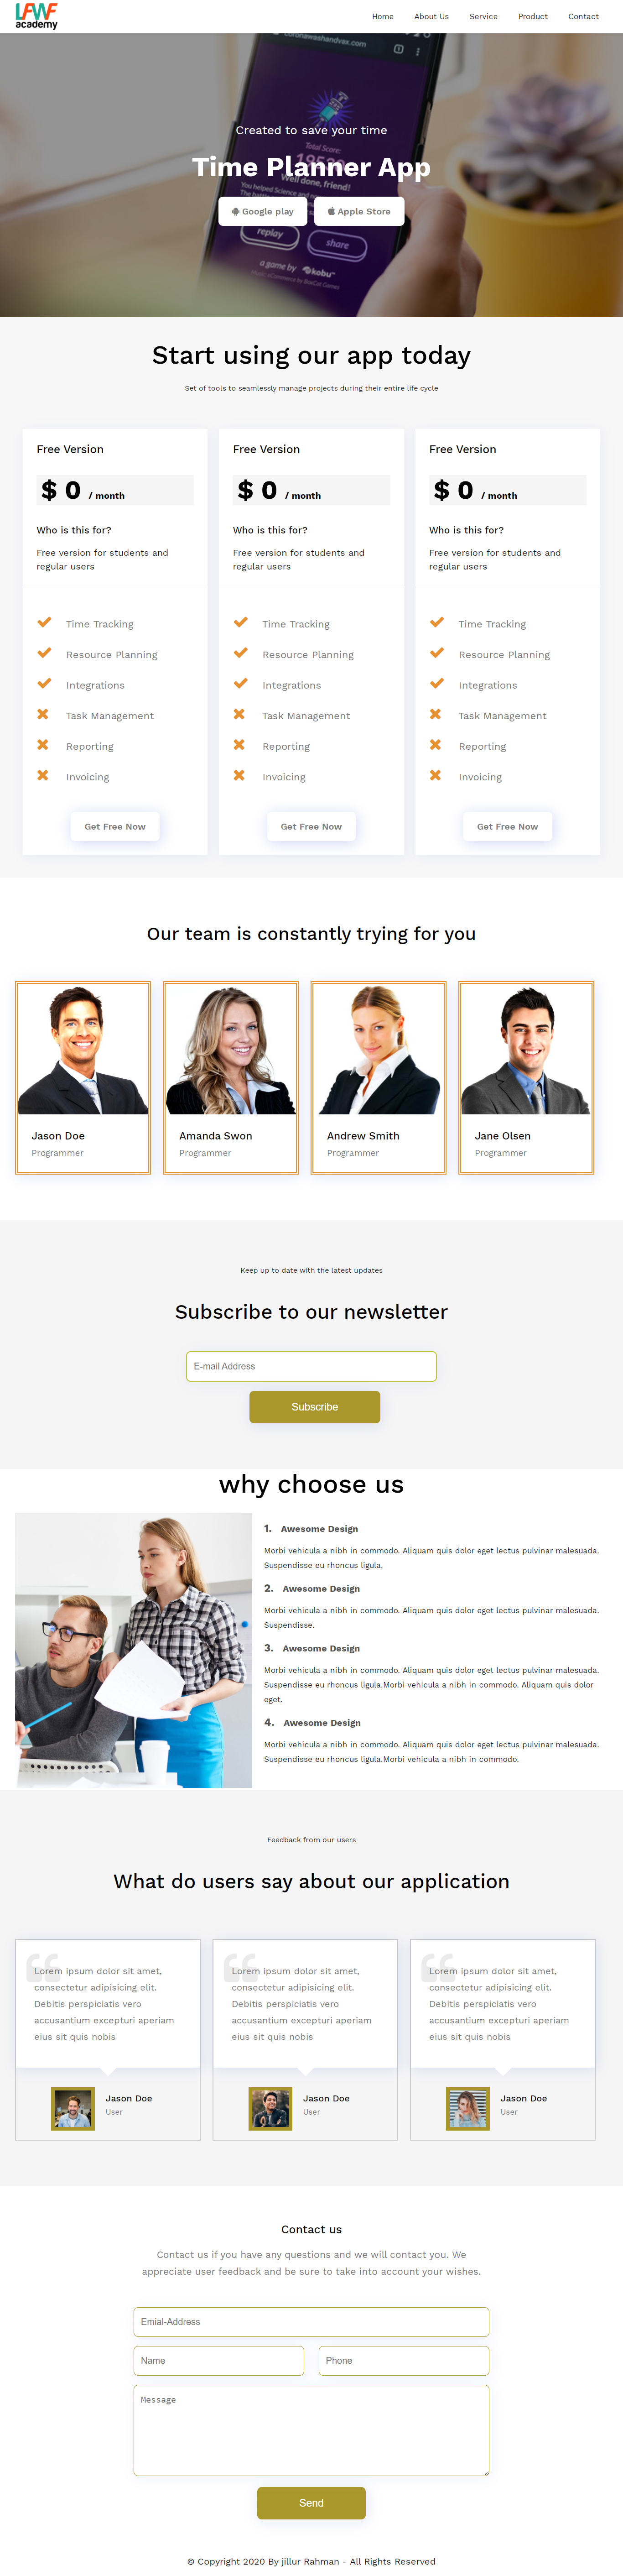 LFWF
academy
Home About Us Service Product Contact
coronawashandvax.com
Total Score:
Created to save your time
Time Planner App
Well done, friend!
Google play Apple Store
replay share
a game by kobu™
Start using our app today
Set of tools to seamlessly manage projects during their entire life cycle
Free Version Free Version Free Version
$ 0 / month $ 0 / month $ 0 / month
Who is this for? Who is this for? Who is this for?
Free version for students and Free version for students and Free version for students and
regular users regular users regular users
Time Tracking Time Tracking Time Tracking
Resource Planning Resource Planning Resource Planning
Integrations Integrations Integrations
Task Management Task Management Task Management
Reporting Reporting Reporting
Invoicing Invoicing Invoicing
Get Free Now Get Free Now Get Free Now
Our team is constantly trying for you
Jason Doe Amanda Swon Andrew Smith Jane Olsen
Programmer Programmer Programmer Programmer
Keep up to date with the latest updates
Subscribe to our newsletter
E-mail Address
Subscribe
why choose us
1. Awesome Design
Morbi vehicula a nibh in commodo. Aliquam quis dolor eget lectus pulvinar malesuada.
Suspendisse eu rhoncus ligula.
2. Awesome Design
Morbi vehicula a nibh in commodo. Aliquam quis dolor eget lectus pulvinar malesuada.
Suspendisse.
3. Awesome Design
Morbi vehicula a nibh in commodo. Aliquam quis dolor eget lectus pulvinar malesuada.
Suspendisse eu rhoncus ligula.Morbi vehicula a nibh in commodo. Aliquam quis dolor
eget.
4. Awesome Design
Morbi vehicula a nibh in commodo. Aliquam quis dolor eget lectus pulvinar malesuada.
Suspendisse eu rhoncus ligula.Morbi vehicula a nibh in commodo.
Feedback from our users
What do users say about our application
Lorem ipsum dolor sit amet, Lorem ipsum dolor sit amet, Lorem ipsum dolor sit amet,
consectetur adipisicing elit. consectetur adipisicing elit. consectetur adipisicing elit.
Debitis perspiciatis vero Debitis perspiciatis vero Debitis perspiciatis vero
accusantium excepturi aperiam accusantium excepturi aperiam accusantium excepturi aperiam
eius sit quis nobis eius sit quis nobis eius sit quis nobis
Jason Doe Jason Doe Jason Doe
User User User
Contact us
Contact us if you have any questions and we will contact you. We
appreciate user feedback and be sure to take into account your wishes.
Emial-Address
Name Phone
Message
Send
© Copyright 2020 By jillur Rahman - All Rights Reserved